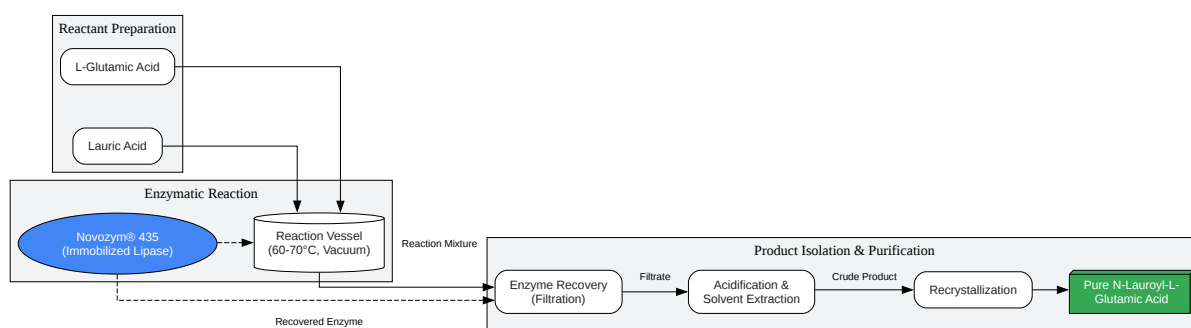 Reactant Preparation
L-Glutamic Acid
Lauric Acid
Enzymatic Reaction
Novozym® 435
(Immobilized Lipase)
Reaction Vessel
(60-70°C, Vacuum)
Reaction Mixture
Recovered Enzyme
Product Isolation & Purification
Enzyme Recovery
(Filtration)
Filtrate
Acidification &
Solvent Extraction
Crude Product
Recrystallization
Pure N-Lauroyl-L-
Glutamic Acid